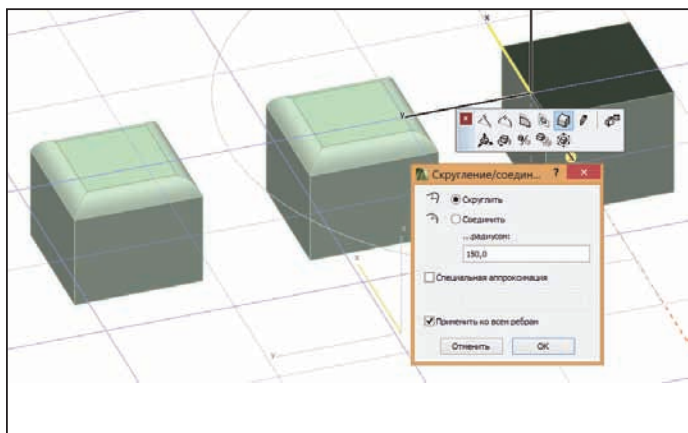 Скругление/соедин...
Скруглить
Соединить
...радиусом:
150,0
Специальная аппроксимация
Применить ко всем ребрам
Отменить
OK